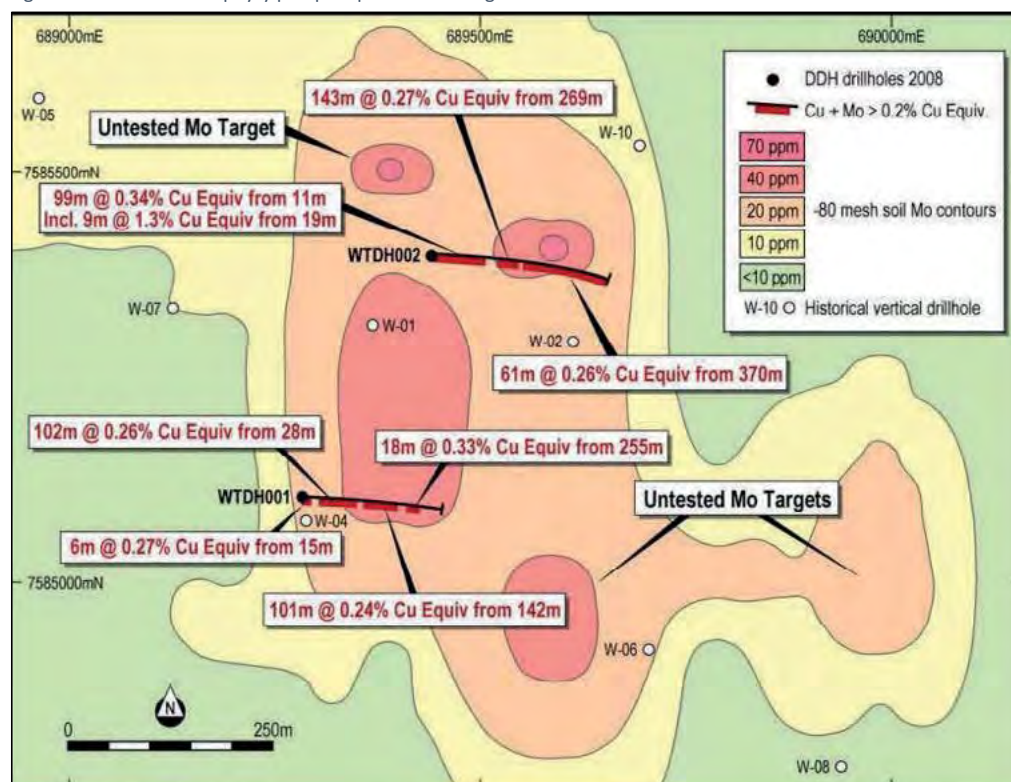 689000mE
689500mE
690000mE
W-05
143m @ 0.27% Cu Equiv from 269m
Untested Mo Target
W-10
7585500mN
99m @ 0.34% Cu Equiv from 11m
Incl. 9m @ 1.3% Cu Equiv from 19m
WTDH002
DDH drillholes 2008
Cu + Mo > 0.2% Cu Equiv.
70 ppm
40 ppm
20 ppm
10 ppm
<10 ppm
-80 mesh soil Mo contours
W-10 Historical vertical drillhole
W-07
W-01
W-02
61m @ 0.26% Cu Equiv from 370m
102m @ 0.26% Cu Equiv from 28m
18m @ 0.33% Cu Equiv from 255m
WTDH001
W-04
Untested Mo Targets
6m @ 0.27% Cu Equiv from 15m
7585000mN
101m @ 0.24% Cu Equiv from 142m
W-06
N
0
250m
W-08